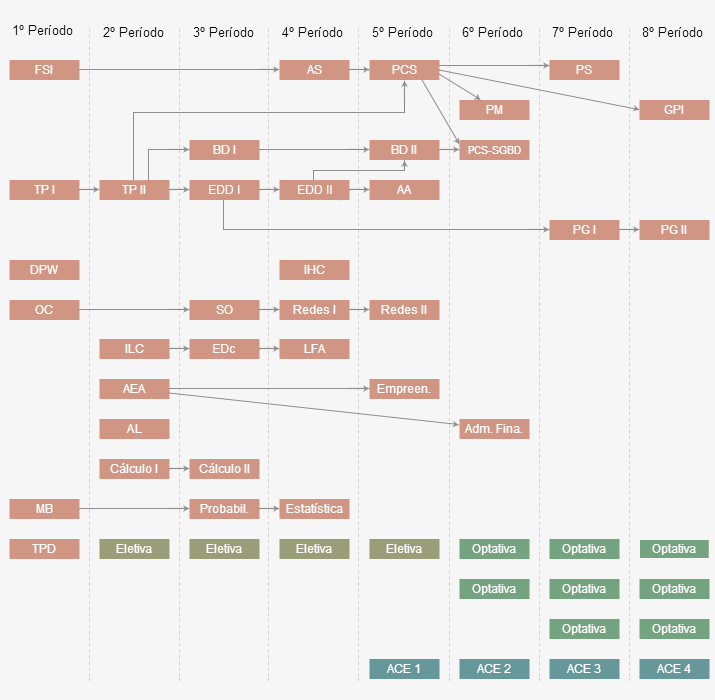 1º Período 2º Período 3º Período 4º Período 5º Período 6º Período 7º Período 8º Período
FSI AS PCS PS
PM GPI
BD I BD II PCS-SGBD
TP I TP II EDD I EDD II AA
PG I PG II
DPW IHC
OC SO Redes I Redes II
ILC EDc LFA
AEA Empreen.
AL Adm. Fina.
Cálculo I Cálculo II
MB Probabil. Estatística
TPD Eletiva Eletiva Eletiva Eletiva Optativa Optativa Optativa
Optativa Optativa Optativa
Optativa Optativa
ACE 1 ACE 2 ACE 3 ACE 4